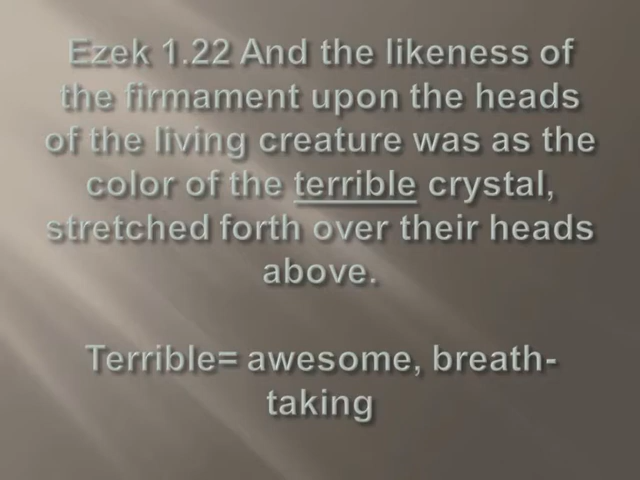 Ezek 1.22 And the likeness of
the firmament upon the heads
of the living creature was as the
color of the terrible crystal,
stretched forth over their heads
above.
Terrible= awesome, breath-
taking